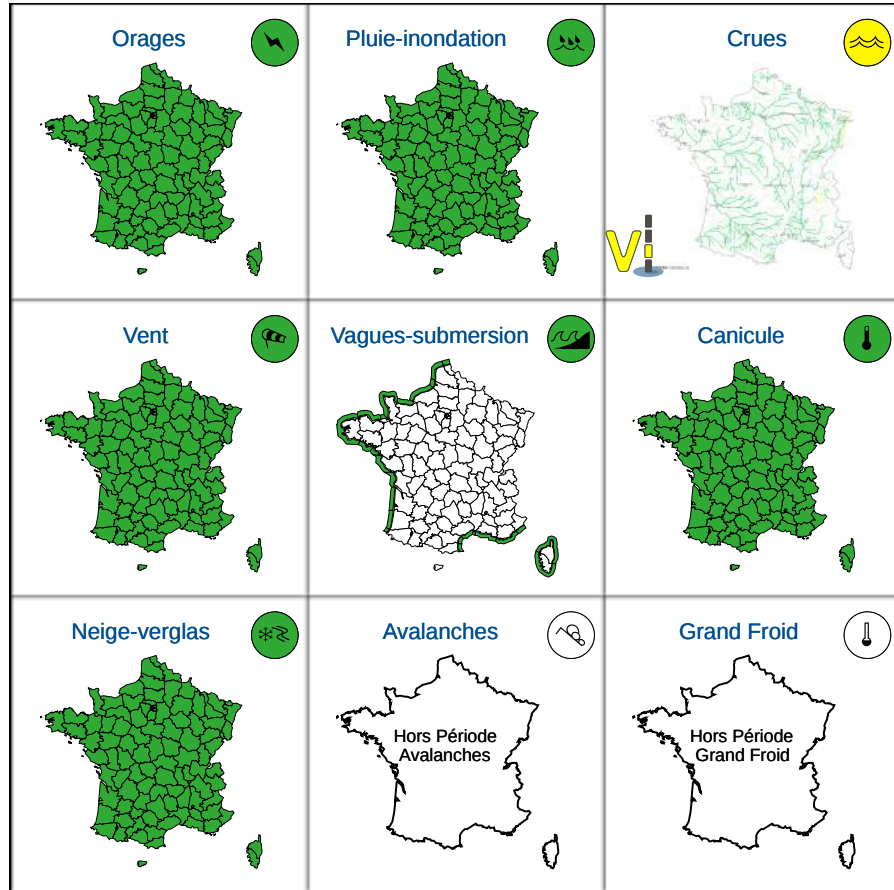 Orages
Pluie-inondation
Crues
Vent
Vagues-submersion
Canicule
Neige-verglas
Avalanches
Grand Froid
Hors Période
Avalanches
Hors Période
Grand Froid